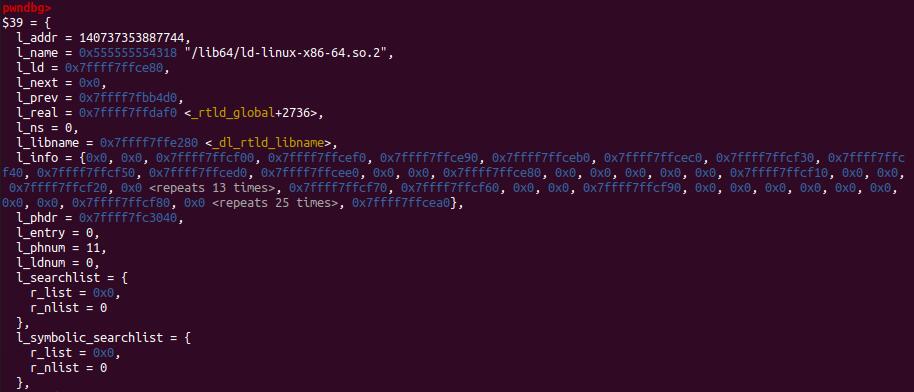 pwndbg>
$39 = {
l_addr = 140737353887744,
l_name = 0x555555554318 "/lib64/ld-linux-x86-64.so.2",
l_ld = 0x7ffff7ffce80,
l_next = 0x0,
l_prev = 0x7ffff7fbb4d0,
l_real = 0x7ffff7ffdaf0 <_rtld_global+2736>,
l_ns = 0,
l_libname = 0x7ffff7ffe280 <_dl_rtld_libname>,
l_info = {0x0, 0x0, 0x7ffff7ffcf00, 0x7ffff7ffcef0, 0x7ffff7ffce90, 0x7ffff7ffceb0, 0x7ffff7ffcec0, 0x7ffff7ffcf30, 0x7ffff7ffc
f40, 0x7ffff7ffcf50, 0x7ffff7ffced0, 0x7ffff7ffcee0, 0x0, 0x0, 0x7ffff7ffce80, 0x0, 0x0, 0x0, 0x0, 0x0, 0x7ffff7ffcf10, 0x0, 0x0,
0x7ffff7ffcf20, 0x0 <repeats 13 times>, 0x7ffff7ffcf70, 0x7ffff7ffcf60, 0x0, 0x0, 0x7ffff7ffcf90, 0x0, 0x0, 0x0, 0x0, 0x0, 0x0,
0x0, 0x0, 0x7ffff7ffcf80, 0x0 <repeats 25 times>, 0x7ffff7ffcea0},
l_phdr = 0x7ffff7fc3040,
l_entry = 0,
l_phnum = 11,
l_ldnum = 0,
l_searchlist = {
r_list = 0x0,
r_nlist = 0
},
l_symbolic_searchlist = {
r_list = 0x0,
r_nlist = 0
},